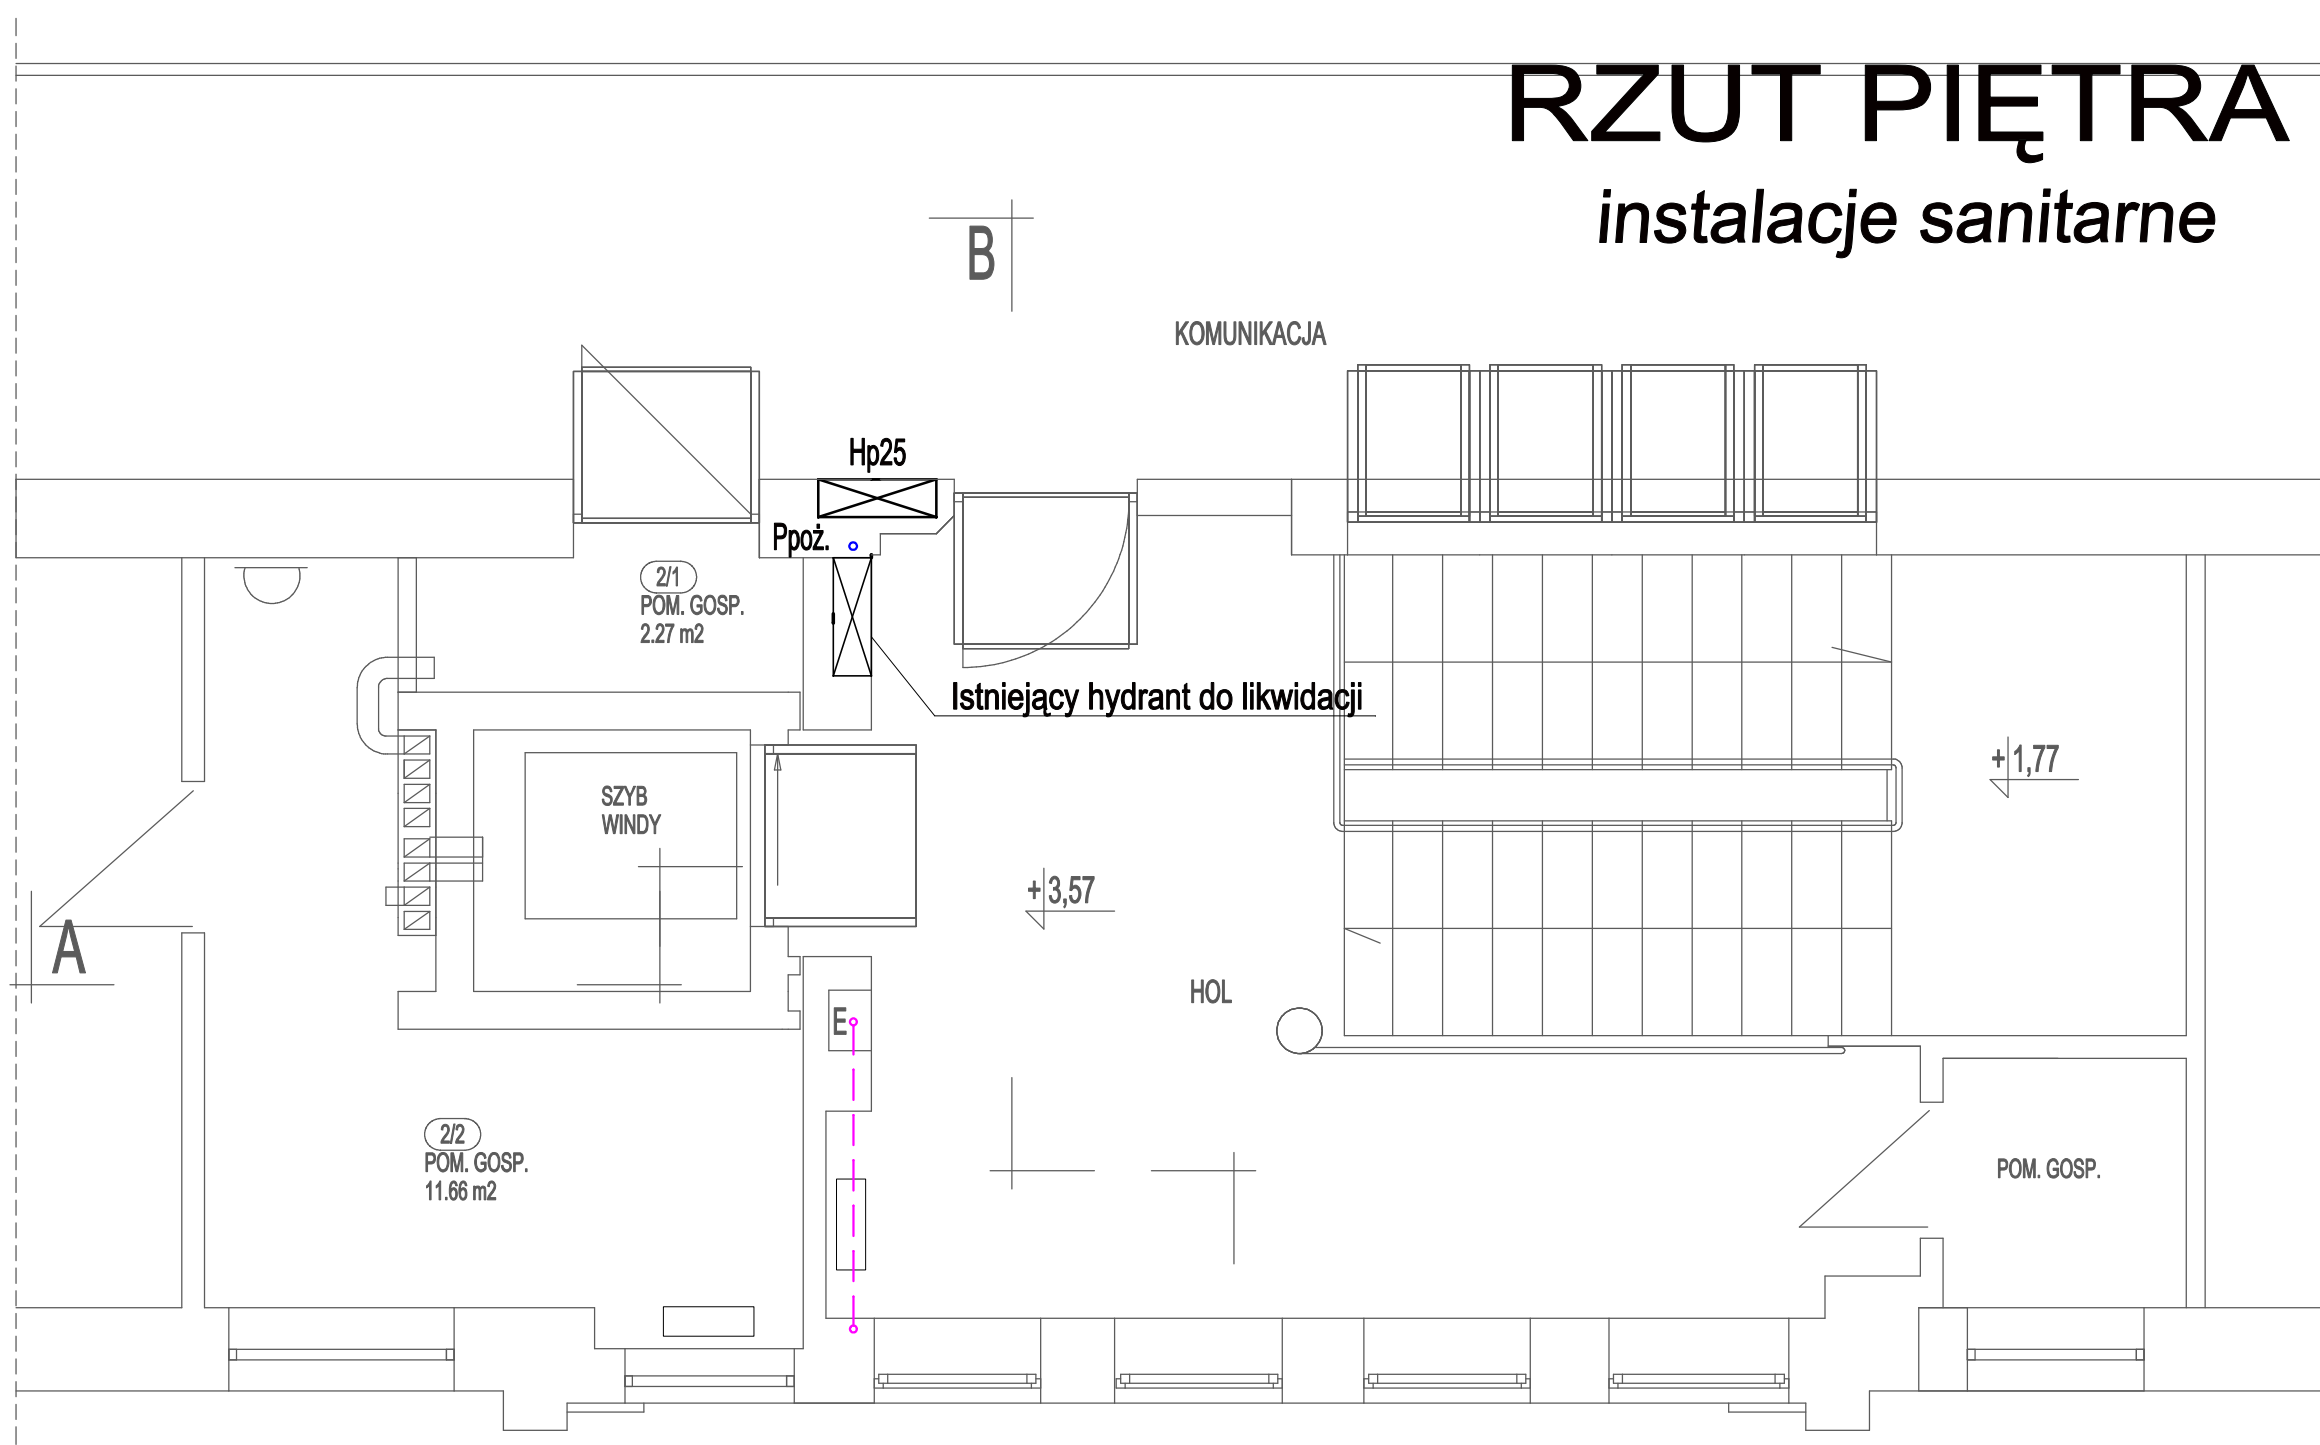 RZUT PIĘTRA
instalacje sanitarne
B
KOMUNIKACJA
Hp25
Ppoż.
2/1
POM. GOSP.
2.27 m2
Istniejący hydrant do likwidacji
+1,77
SZYB
WINDY
+3,57
A
HOL
E
2/2
POM. GOSP.
11.66 m2
POM. GOSP.